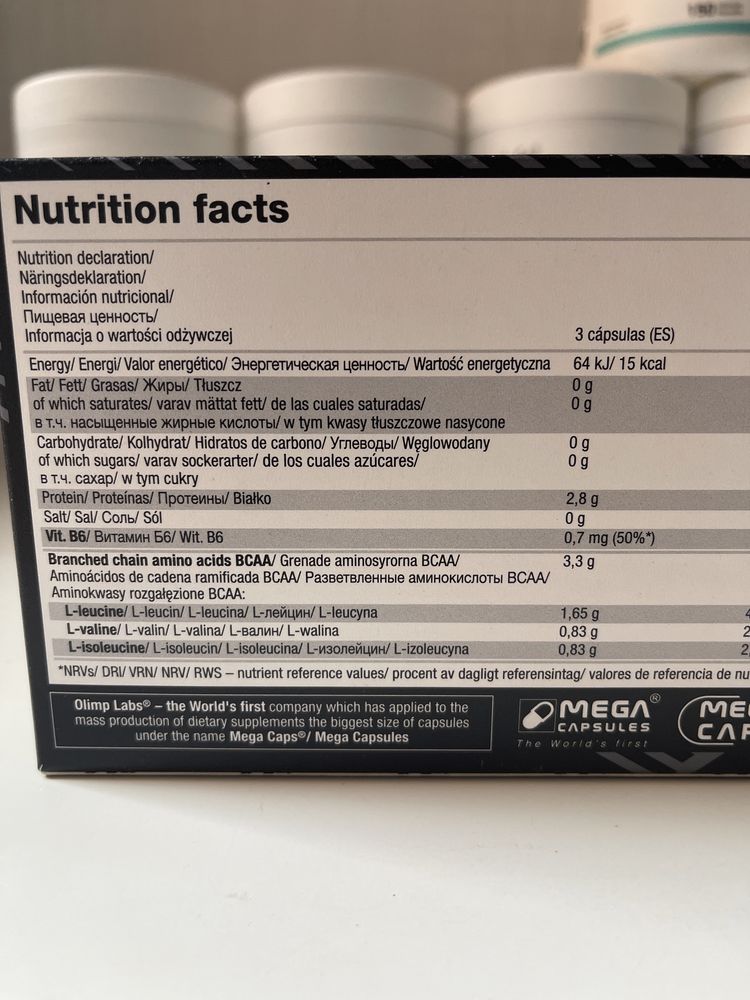 Nutrition facts
Nutrition declaration/
Näringsdeklaration/
Información nutricional/
Пищевая ценность/
Informacja o wartości odżywczej 3 cápsulas (ES)
Energy/ Energi/ Valor energético/ Энергетическая ценность/ Wartość energetyczna 64 kJ/ 15 kcal
Fat/ Fett/ Grasas/ Жиры/ Tłuszcz 0 g
of which saturates/ varav mättat fett/ de las cuales saturadas/ 0 g
в т.ч. насыщенные жирные кислоты/ w tym kwasy tłuszczowe nasycone
Carbohydrate/ Kolhydrat/ Hidratos de carbono/ Углеводы/ Węglowodany 0 g
of which sugars/ varav sockerarter/ de los cuales azúcares/ 0 g
в т.ч. сахар/ w tym cukry
Protein/ Proteínas/ Протеины/ Białko 2,8 g
Salt/ Sal/ Соль/ Sól 0 g
Vit. B6/ Витамин Б6/ Wit. B6 0,7 mg (50%*)
Branched chain amino acids BCAA/ Grenade aminosyrorna BCAA/ 3,3 g
Aminoácidos de cadena ramificada BCAA/ Разветвленные аминокислоты BCAA/
Aminokwasy rozgałęzione BCAA:
L-leucine/ L-leucin/ L-leucina/ L-лейцин/ L-leucyna 1,65 g 4
L-valine/ L-valin/ L-valina/ L-валин/ L-walina 0,83 g 2
L-isoleucine/ L-isoleucin/ L-isoleucina/ L-изолейцин/ L-izoleucyna 0,83 g 2,
*NRVs/ DRI/ VRN/ NRV/ RWS – nutrient reference values/ procent av dagligt referensintag/ valores de referencia de nu
Olimp Labs® – the World's first company which has applied to the
mass production of dietary supplements the biggest size of capsules
under the name Mega Caps®/ Mega Capsules
MEGA®
CAPSULES
The World's first
ME
CAP